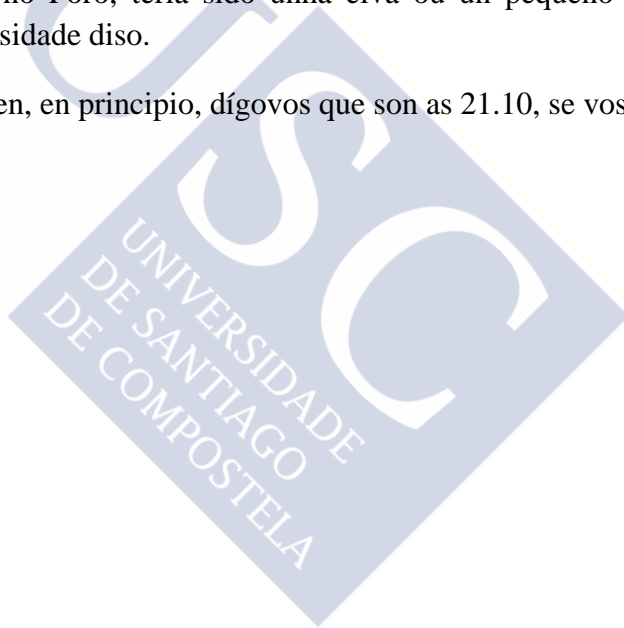 no Foro, tería sido unha eiva ou un pequeno
sidade diso.
en, en principio, dígovos que son as 21.10, se vos
USC
UNIVERSIDADE
DE SANTIAGO
DE COMPOSTELA